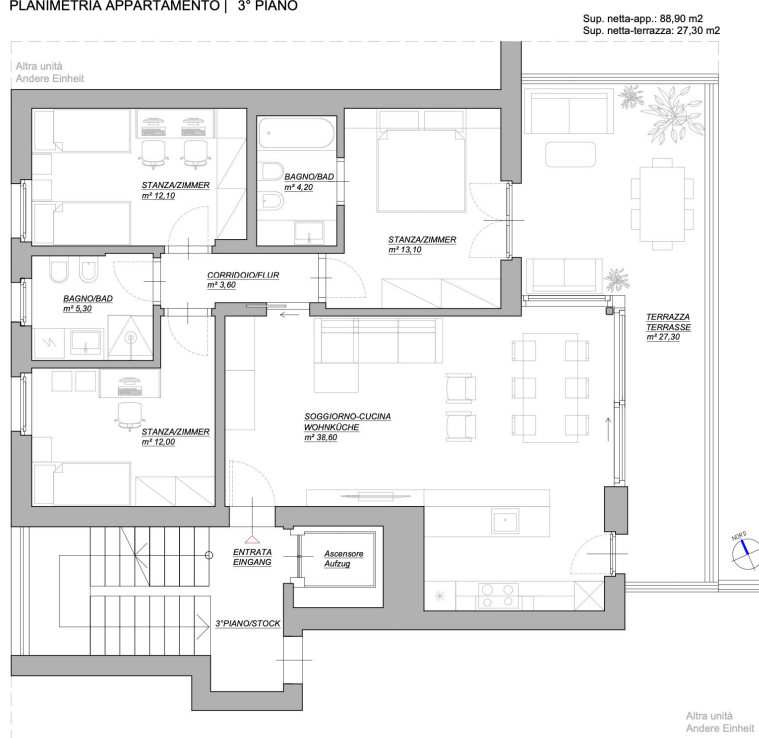 PLANIMETRIA APPARTAMENTO | 3° PIANO
Sup. netta-app.: 88,90 m2
Sup. netta-terrazza: 27,30 m2
Altra unità
Andere Einheit
STANZA/ZIMMER
m² 12,10
BAGNO/BAD
m² 4,20
STANZA/ZIMMER
m² 13,10
CORRIDOIO/FLUR
m² 3,60
BAGNO/BAD
m² 5,30
TERRAZZA
TERRASSE
m² 27,30
STANZA/ZIMMER
m² 12,00
SOGGIORNO-CUCINA
WOHNKÜCHE
m² 38,60
ENTRATA
EINGANG
Ascensore
Aufzug
NORD
3°PIANO/STOCK
Altra unità
Andere Einheit